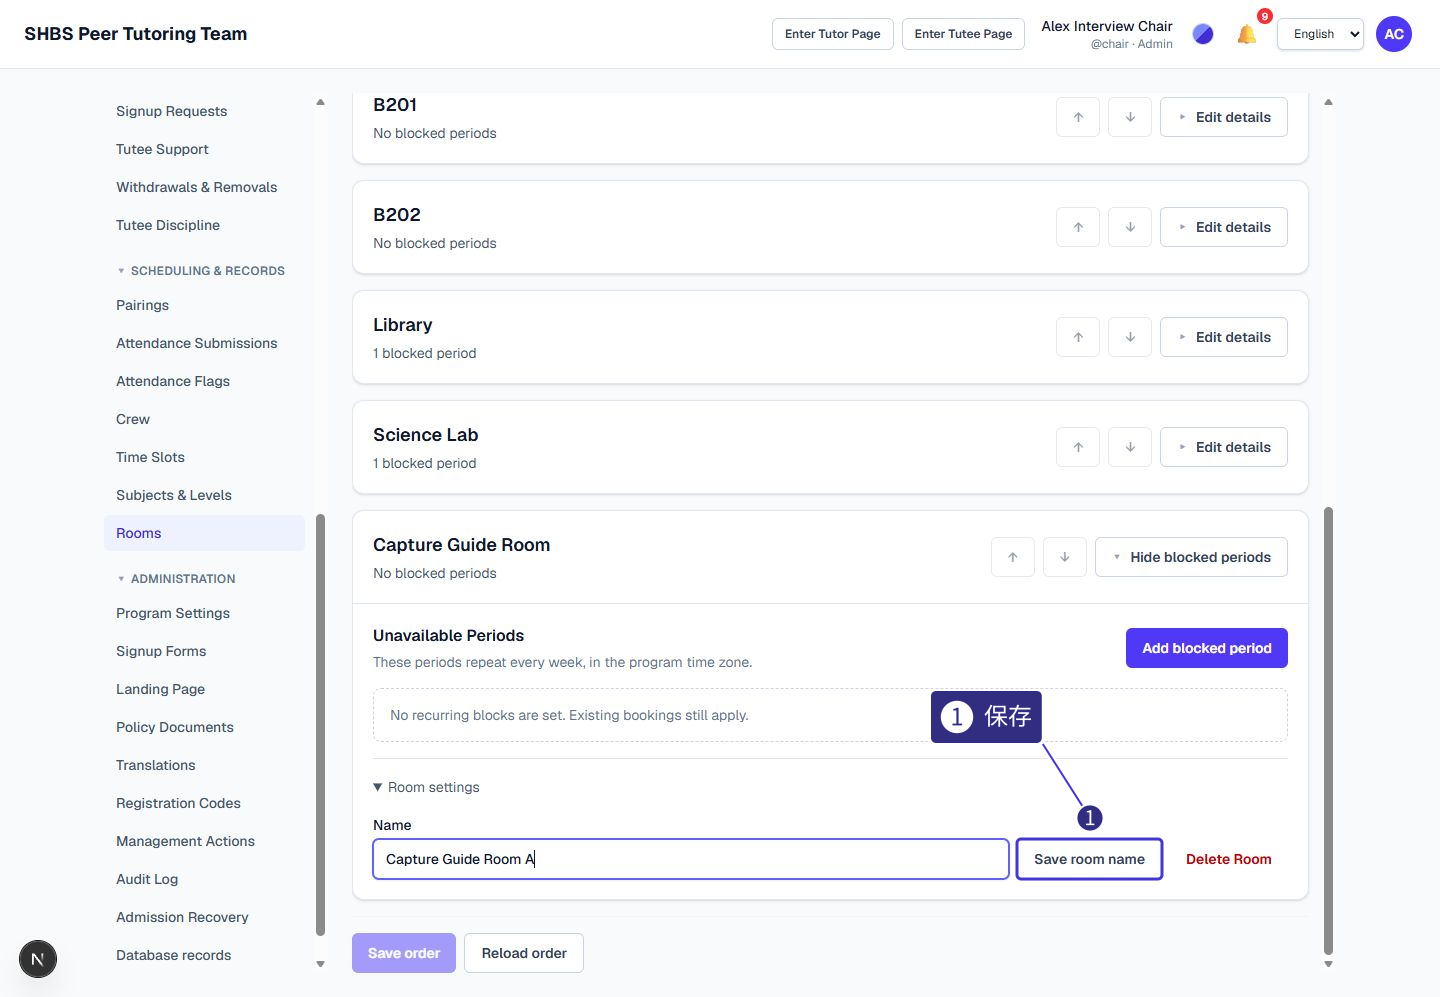 SHBS Peer Tutoring Team
Enter Tutor Page
Enter Tutee Page
Alex Interview Chair
@chair · Admin
9
English
AC
Signup Requests
Tutee Support
Withdrawals & Removals
Tutee Discipline
SCHEDULING & RECORDS
Pairings
Attendance Submissions
Attendance Flags
Crew
Time Slots
Subjects & Levels
Rooms
ADMINISTRATION
Program Settings
Signup Forms
Landing Page
Policy Documents
Translations
Registration Codes
Management Actions
Audit Log
Admission Recovery
Database records
N
B201
No blocked periods
Edit details
B202
No blocked periods
Edit details
Library
1 blocked period
Edit details
Science Lab
1 blocked period
Edit details
Capture Guide Room
No blocked periods
Hide blocked periods
Unavailable Periods
These periods repeat every week, in the program time zone.
Add blocked period
No recurring blocks are set. Existing bookings still apply.
1 保存
Room settings
1
Name
Capture Guide Room A
Save room name
Delete Room
Save order
Reload order